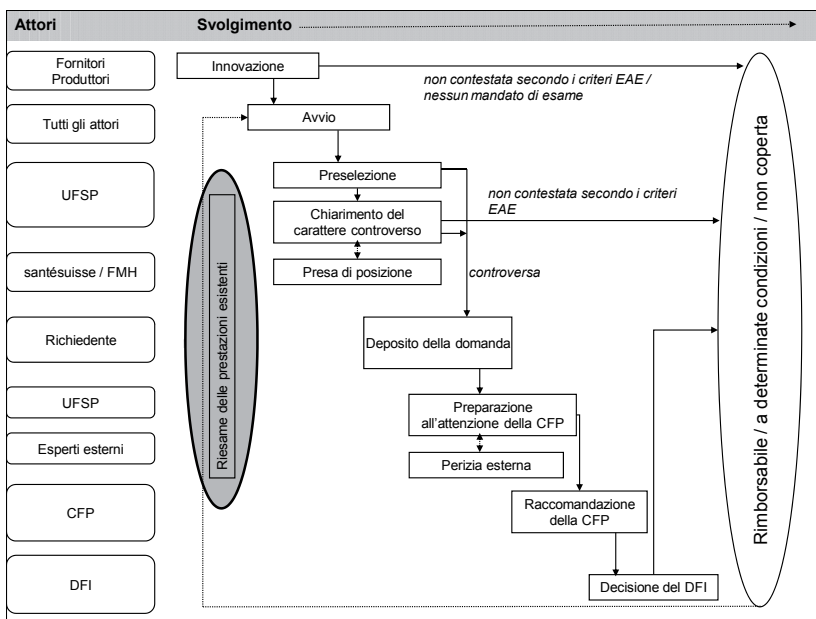 Attori
Svolgimento
Fornitori
Produttori
Innovazione
non contestata secondo i criteri EAE /
nessun mandato di esame
Tutti gli attori
Avvio
UFSP
Preselezione
non contestata secondo i criteri
EAE
Chiarimento del
carattere controverso
santésuisse / FMH
Presa di posizione
controversa
Richiedente
Deposito della domanda
UFSP
Preparazione
all'attenzione della CFP
Esperti esterni
Perizia esterna
CFP
Raccomandazione
della CFP
DFI
Decisione del DFI
Riesame delle prestazioni esistenti
Rimborsabile / a determinate condizioni / non coperta